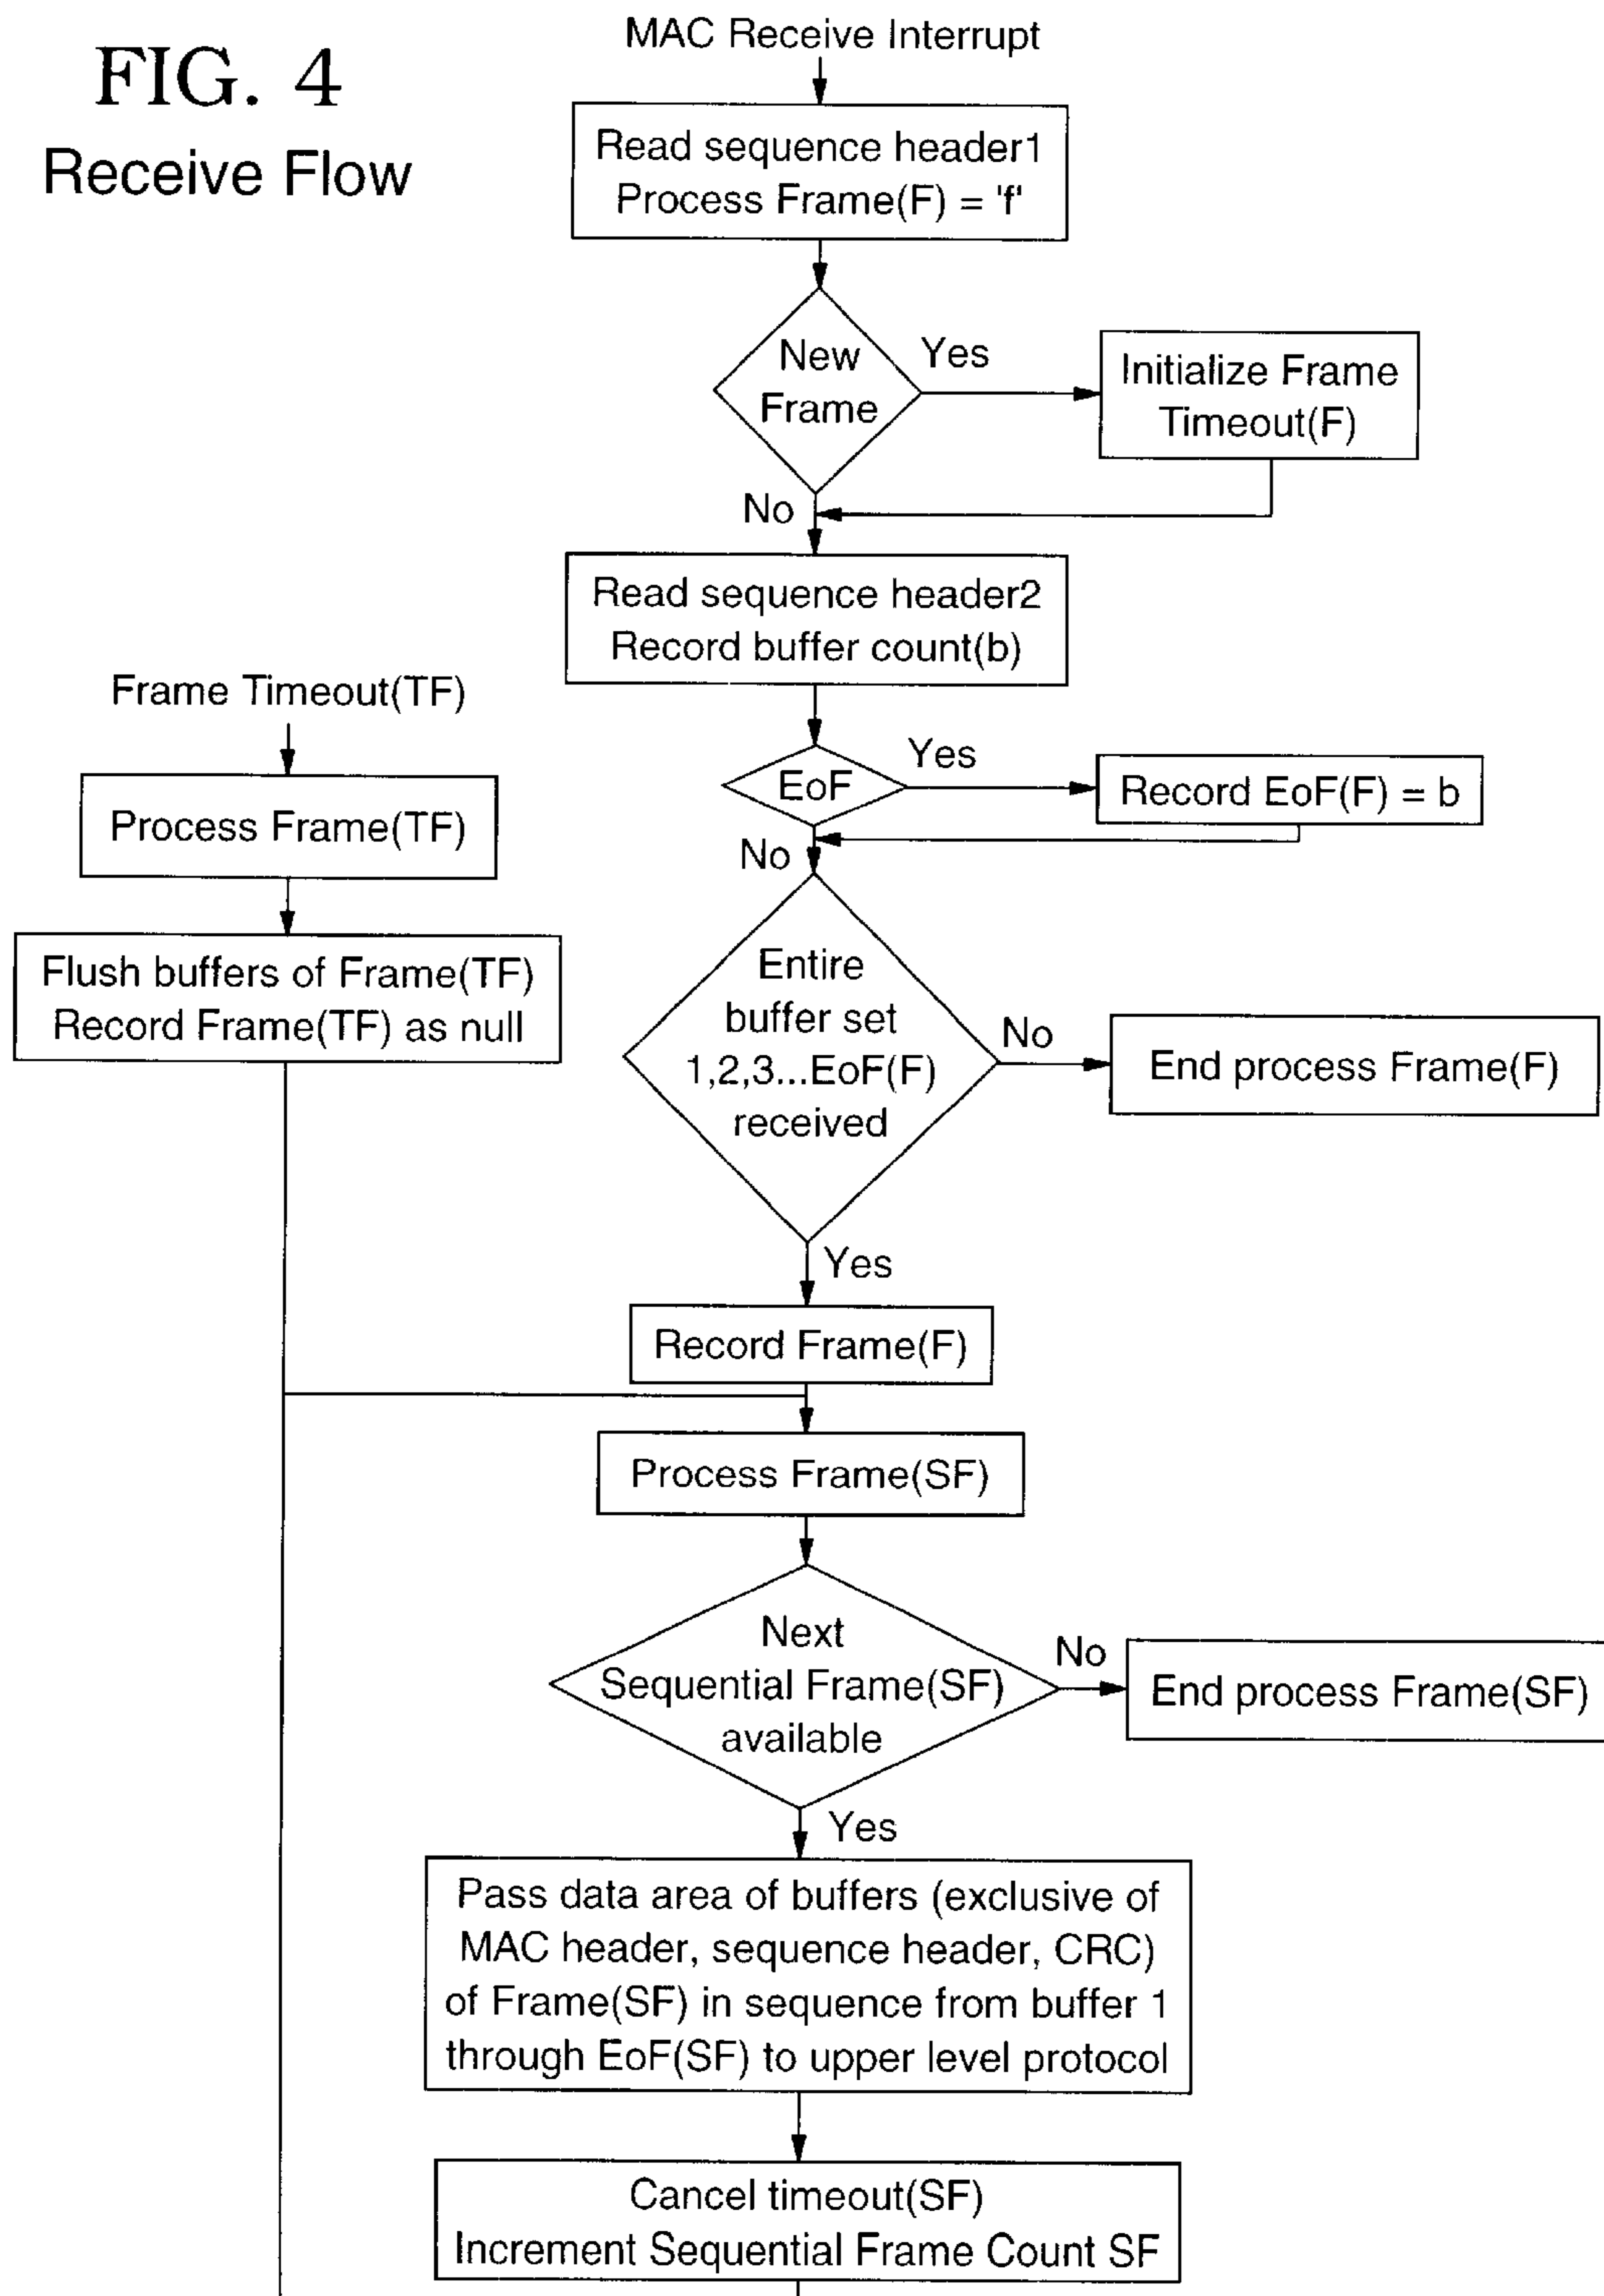 FIG. 4
Receive Flow
MAC Receive Interrupt
Read sequence header1
Process Frame(F) = 'f'
New
Frame
Yes
Initialize Frame
Timeout(F)
No
Read sequence header2
Record buffer count(b)
Frame Timeout(TF)
Process Frame(TF)
Flush buffers of Frame(TF)
Record Frame(TF) as null
EoF
Yes
Record EoF(F) = b
No
Entire
buffer set
1,2,3...EoF(F)
received
No
End process Frame(F)
Yes
Record Frame(F)
Process Frame(SF)
Next
Sequential Frame(SF)
available
No
End process Frame(SF)
Yes
Pass data area of buffers (exclusive of
MAC header, sequence header, CRC)
of Frame(SF) in sequence from buffer 1
through EoF(SF) to upper level protocol
Cancel timeout(SF)
Increment Sequential Frame Count SF